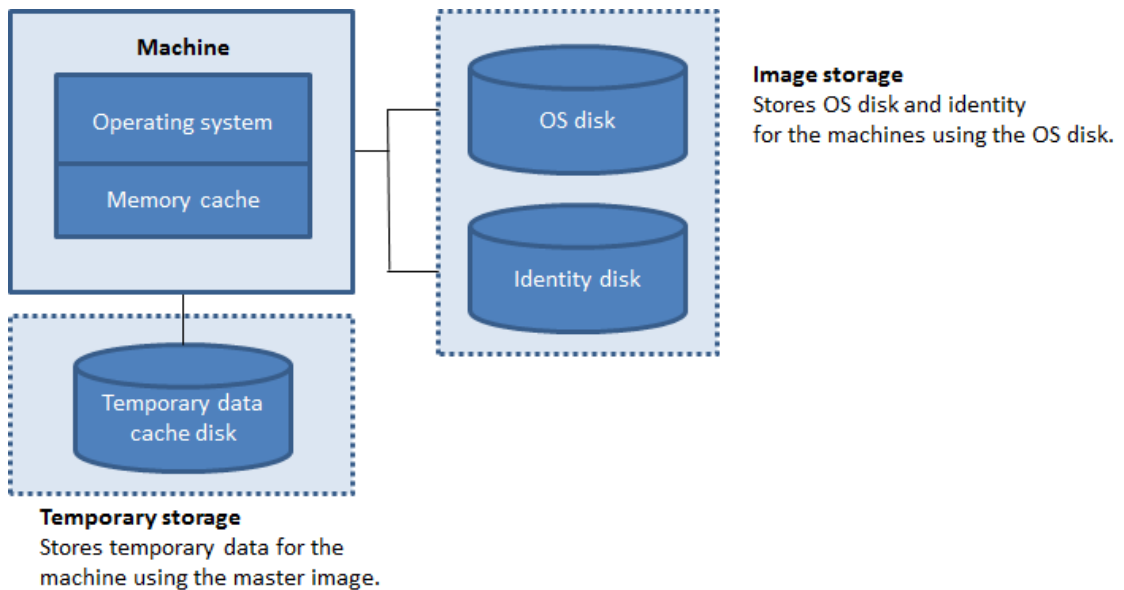 Machine
Operating system
Memory cache
OS disk
Identity disk
Image storage
Stores OS disk and identity
for the machines using the OS disk.
Temporary data
cache disk
Temporary storage
Stores temporary data for the
machine using the master image.